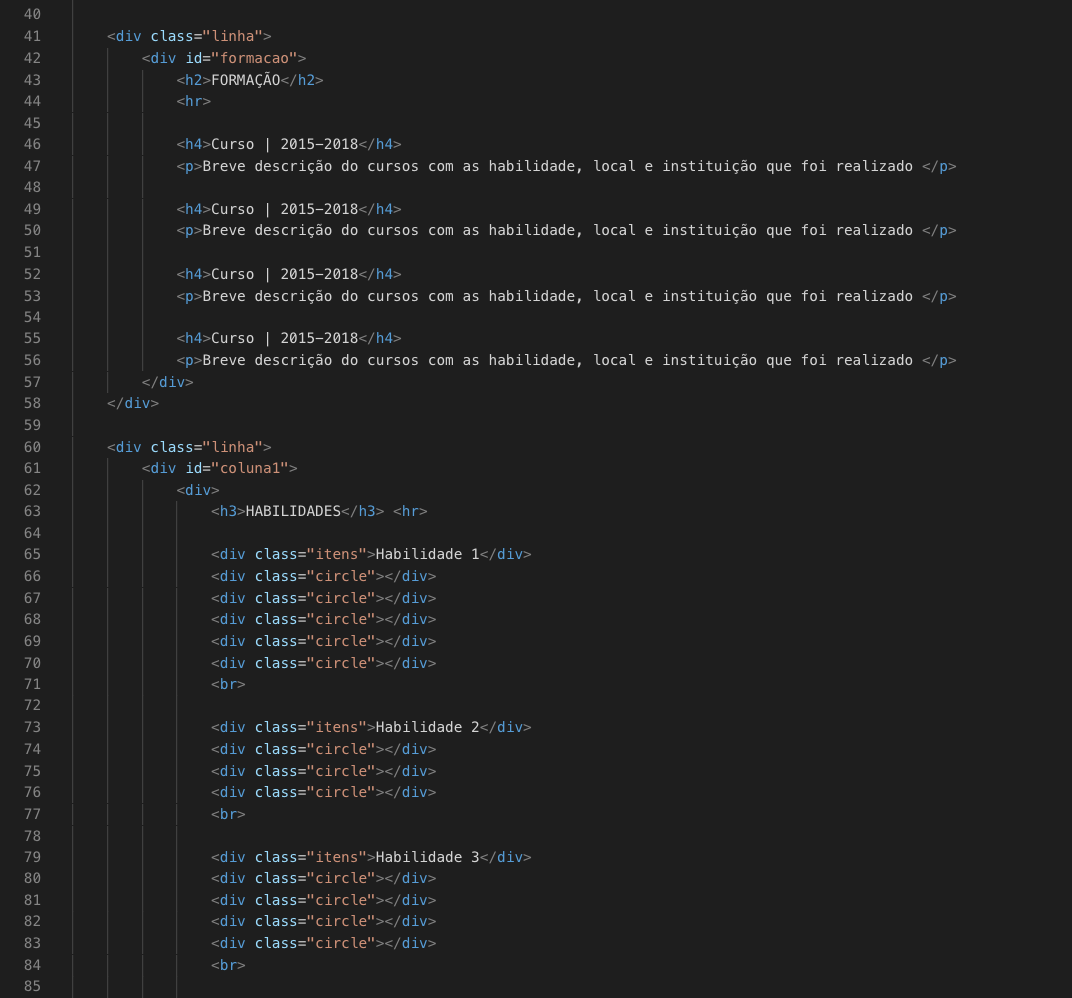 40
41 <div class="linha">
42 <div id="formacao">
43 <h2>FORMAÇÃO</h2>
44 <hr>
45
46 <h4>Curso | 2015-2018</h4>
47 <p>Breve descrição do cursos com as habilidade, local e instituição que foi realizado </p>
48
49 <h4>Curso | 2015-2018</h4>
50 <p>Breve descrição do cursos com as habilidade, local e instituição que foi realizado </p>
51
52 <h4>Curso | 2015-2018</h4>
53 <p>Breve descrição do cursos com as habilidade, local e instituição que foi realizado </p>
54
55 <h4>Curso | 2015-2018</h4>
56 <p>Breve descrição do cursos com as habilidade, local e instituição que foi realizado </p>
57 </div>
58 </div>
59
60 <div class="linha">
61 <div id="coluna1">
62 <div>
63 <h3>HABILIDADES</h3> <hr>
64
65 <div class="itens">Habilidade 1</div>
66 <div class="circle"></div>
67 <div class="circle"></div>
68 <div class="circle"></div>
69 <div class="circle"></div>
70 <div class="circle"></div>
71 <br>
72
73 <div class="itens">Habilidade 2</div>
74 <div class="circle"></div>
75 <div class="circle"></div>
76 <div class="circle"></div>
77 <br>
78
79 <div class="itens">Habilidade 3</div>
80 <div class="circle"></div>
81 <div class="circle"></div>
82 <div class="circle"></div>
83 <div class="circle"></div>
84 <br>
85